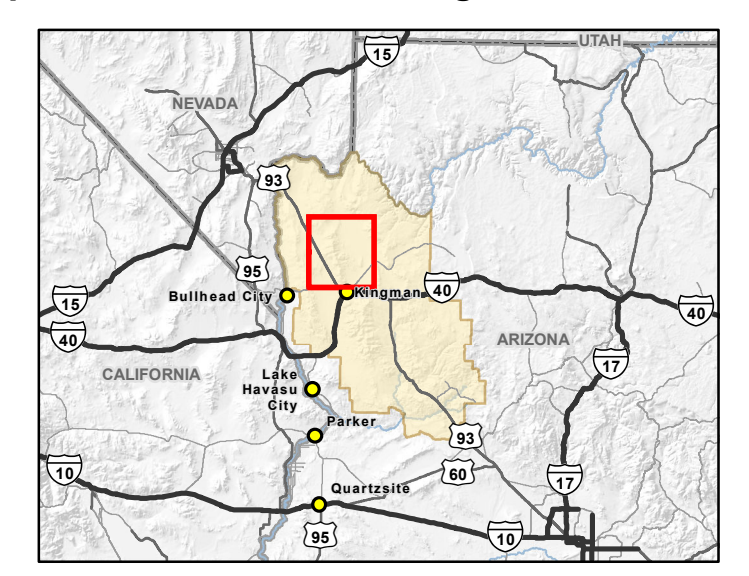 UTAH
15
NEVADA
93
95
Bullhead City
Kingman
40
15
40
40
ARIZONA
CALIFORNIA
17
Lake
Havasu
City
Parker
93
10
60
17
Quartzsite
95
10